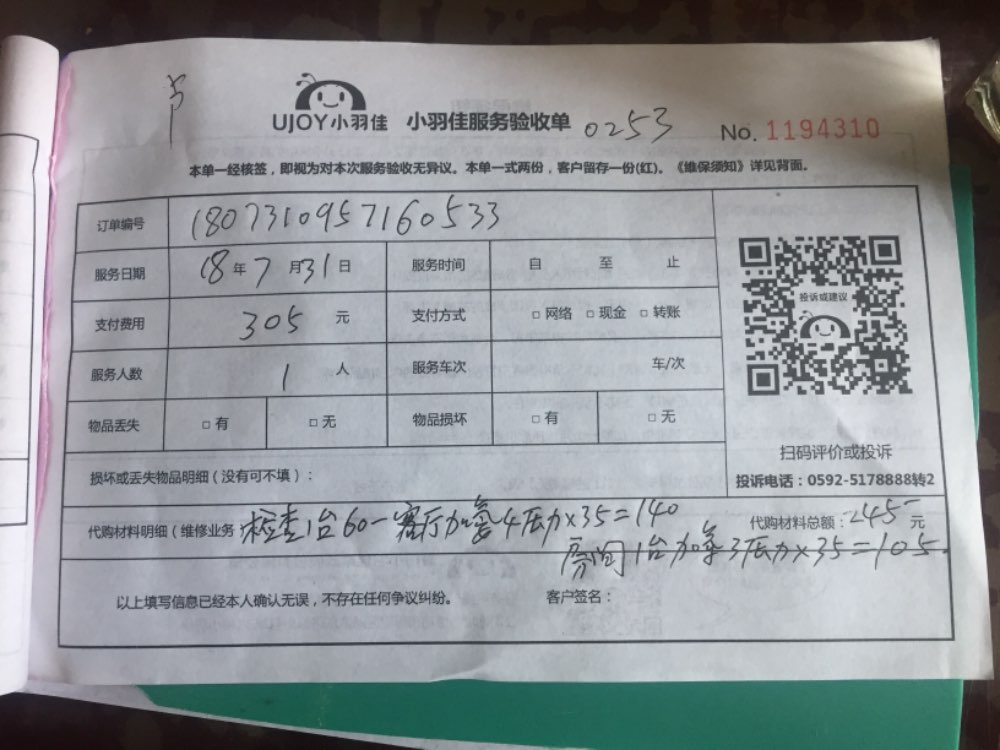 UJOY小羽佳 小羽佳服务验收单 0253 No. 1194310
本单一经核签，即视为对本次服务验收无异议。本单一式两份，客户留存一份(红)。《维保须知》详见背面。
订单编号 1807310957160533
服务日期 18年7月31日 服务时间 自 至 止
支付费用 305 元 支付方式 □ 网络 □ 现金 □ 转账
服务人数 1 人 服务车次 车/次
物品丢失 □ 有 □ 无 物品损坏 □ 有 □ 无
损坏或丢失物品明细（没有可不填）：
投诉或建议
扫码评价或投诉
投诉电话：0592-5178888转2
代购材料明细（维修业务 检查1台60一客厅加氟4压力×35=140 代购材料总额：245元
房间1台加氟3压力×35=105.
以上填写信息已经本人确认无误，不存在任何争议纠纷。 客户签名：